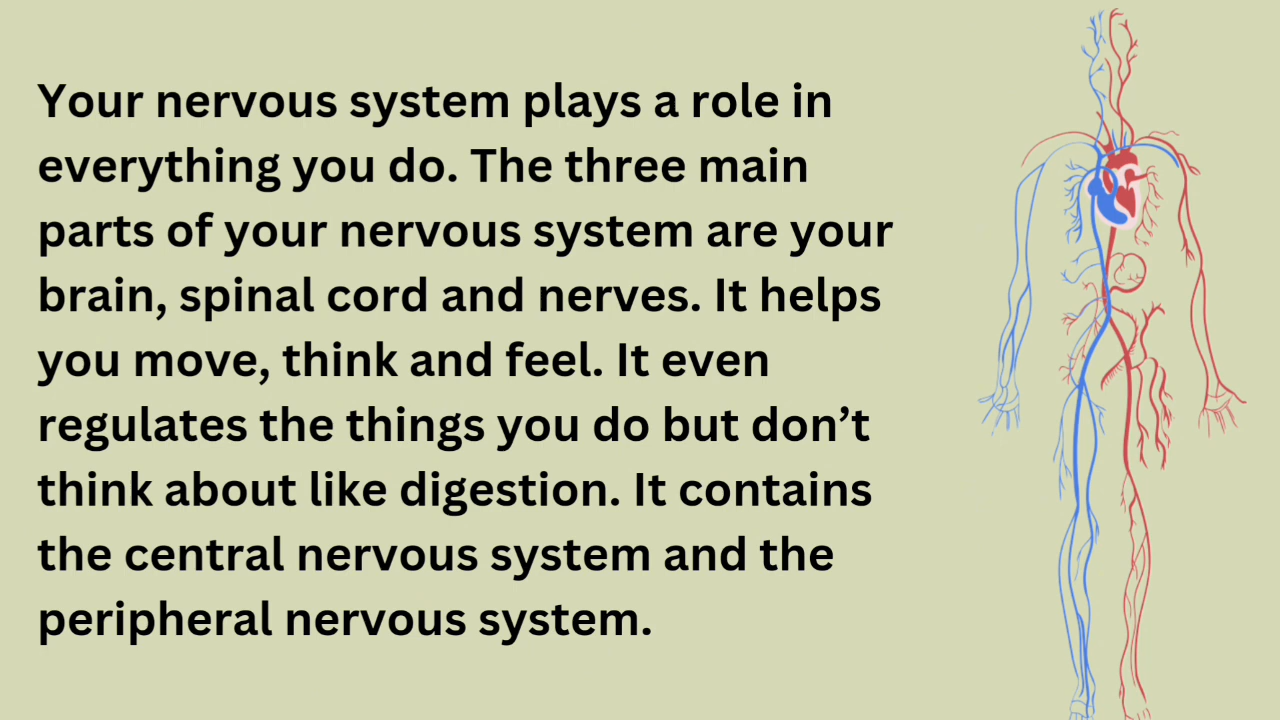 Your nervous system plays a role in
everything you do. The three main
parts of your nervous system are your
brain, spinal cord and nerves. It helps
you move, think and feel. It even
regulates the things you do but don’t
think about like digestion. It contains
the central nervous system and the
peripheral nervous system.